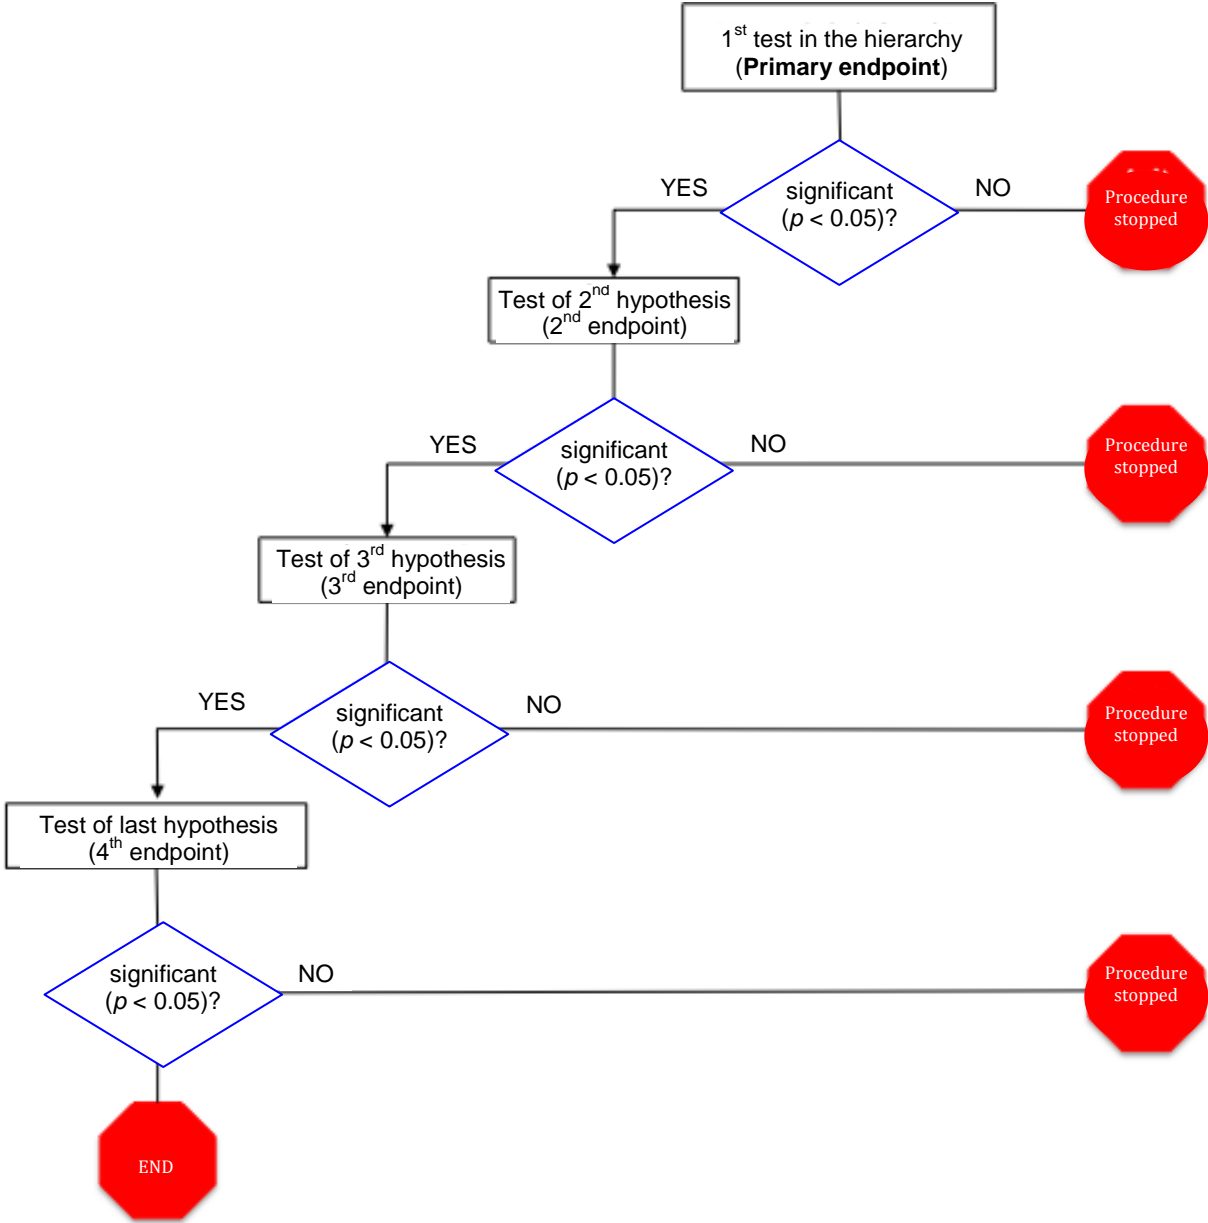 1st test in the hierarchy
(Primary endpoint)
YES
significant
(p < 0.05)?
NO
Procedure
stopped
Test of 2nd hypothesis
(2nd endpoint)
YES
significant
(p < 0.05)?
NO
Procedure
stopped
Test of 3rd hypothesis
(3rd endpoint)
YES
significant
(p < 0.05)?
NO
Procedure
stopped
Test of last hypothesis
(4th endpoint)
significant
(p < 0.05)?
NO
Procedure
stopped
END